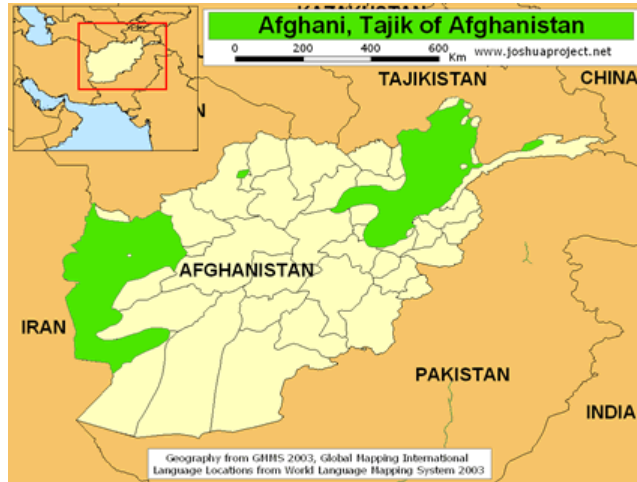 KAZAKHSTAN
Afghani, Tajik of Afghanistan
0 200 400 600
Km
www.joshuaproject.net
TAJIKISTAN
CHINA
N
AFGHANISTAN
IRAN
PAKISTAN
INDIA
Geography from GMMS 2003, Global Mapping International
Language Locations from World Language Mapping System 2003